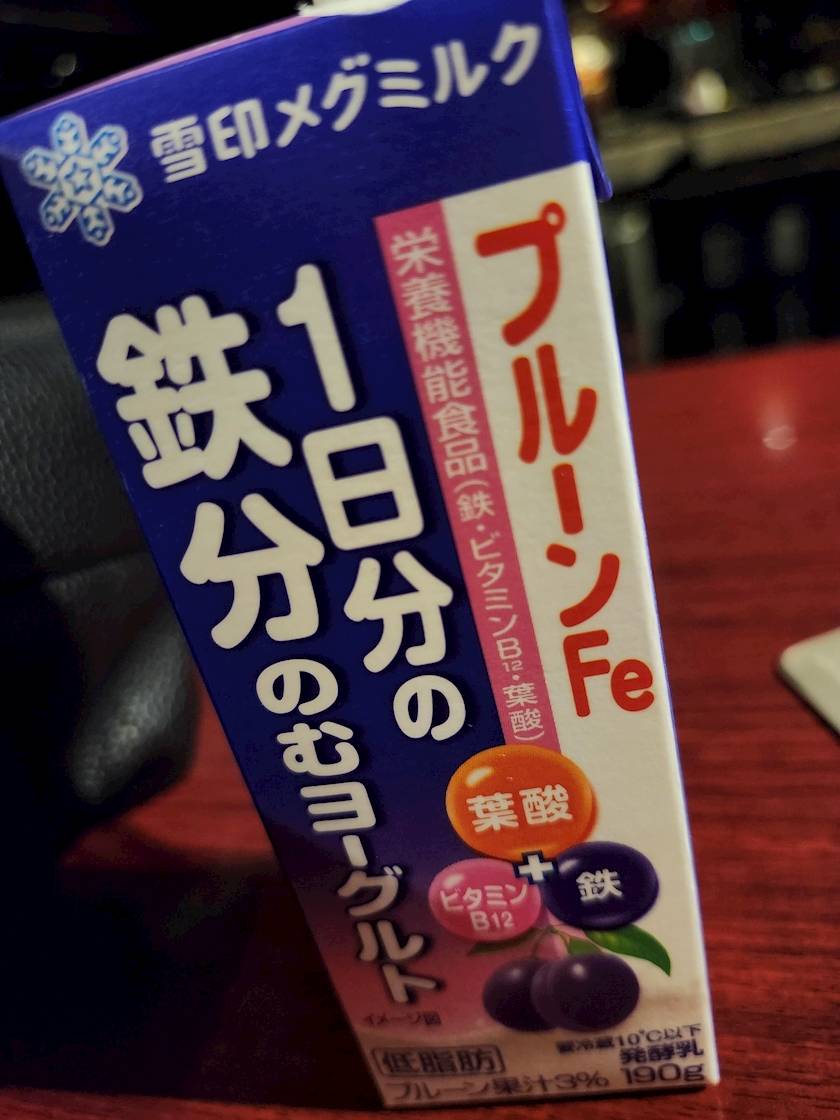 雪印メグミルク
プルーンFe
栄養機能食品(鉄・ビタミンB12・葉酸)
1日分の
鉄分のむヨーグルト
葉酸
+
ビタミン
B12
鉄
イメージ図
要冷蔵10℃以下
低脂肪
発酵乳
プルーン果汁3% 190g